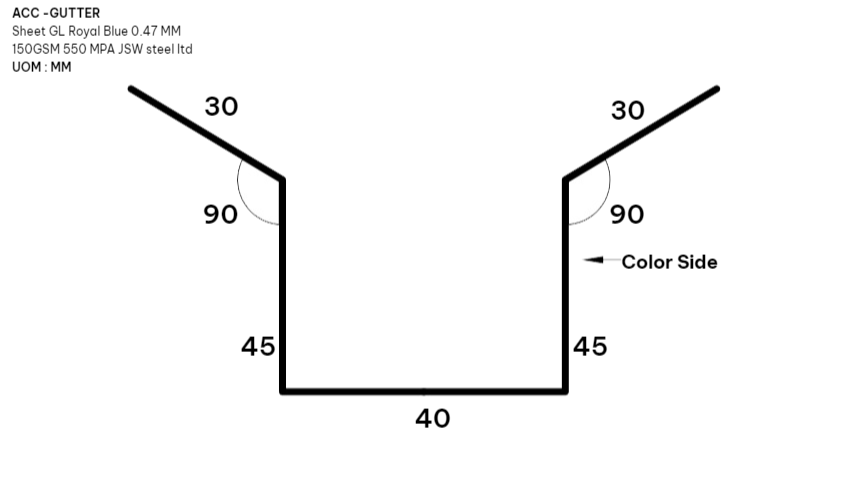 ACC -GUTTER
Sheet GL Royal Blue 0.47 MM
150GSM 550 MPA JSW steel ltd
UOM : MM
30
30
90
90
Color Side
45
45
40